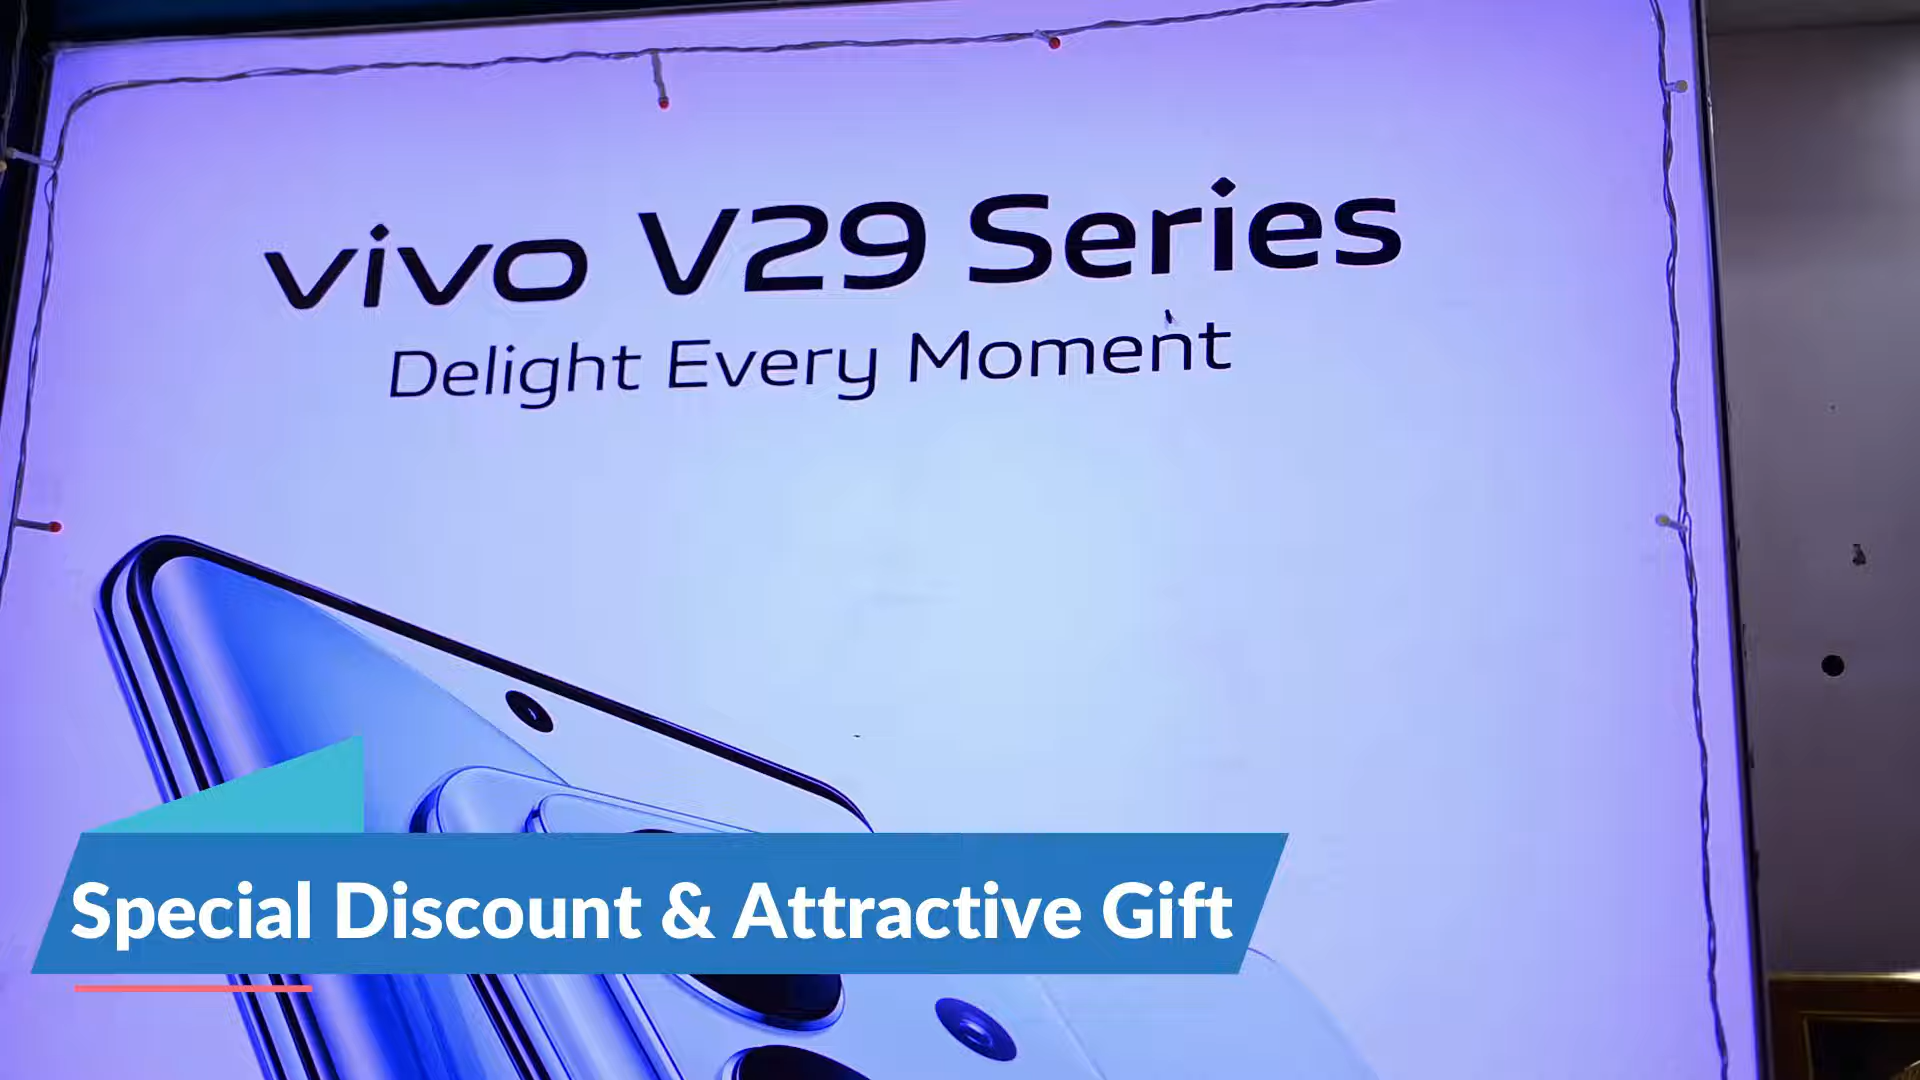 vivo V29 Series
Delight Every Moment
Special Discount & Attractive Gift